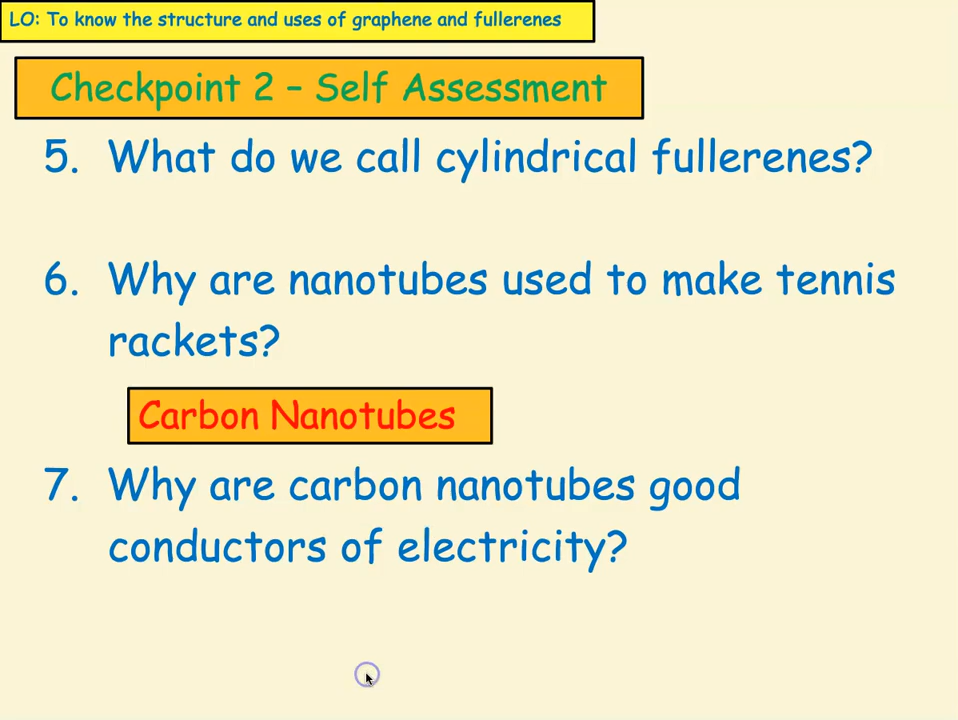 LO: To know the structure and uses of graphene and fullerenes
Checkpoint 2 – Self Assessment
5. What do we call cylindrical fullerenes?
6. Why are nanotubes used to make tennis
rackets?
Carbon Nanotubes
7. Why are carbon nanotubes good
conductors of electricity?